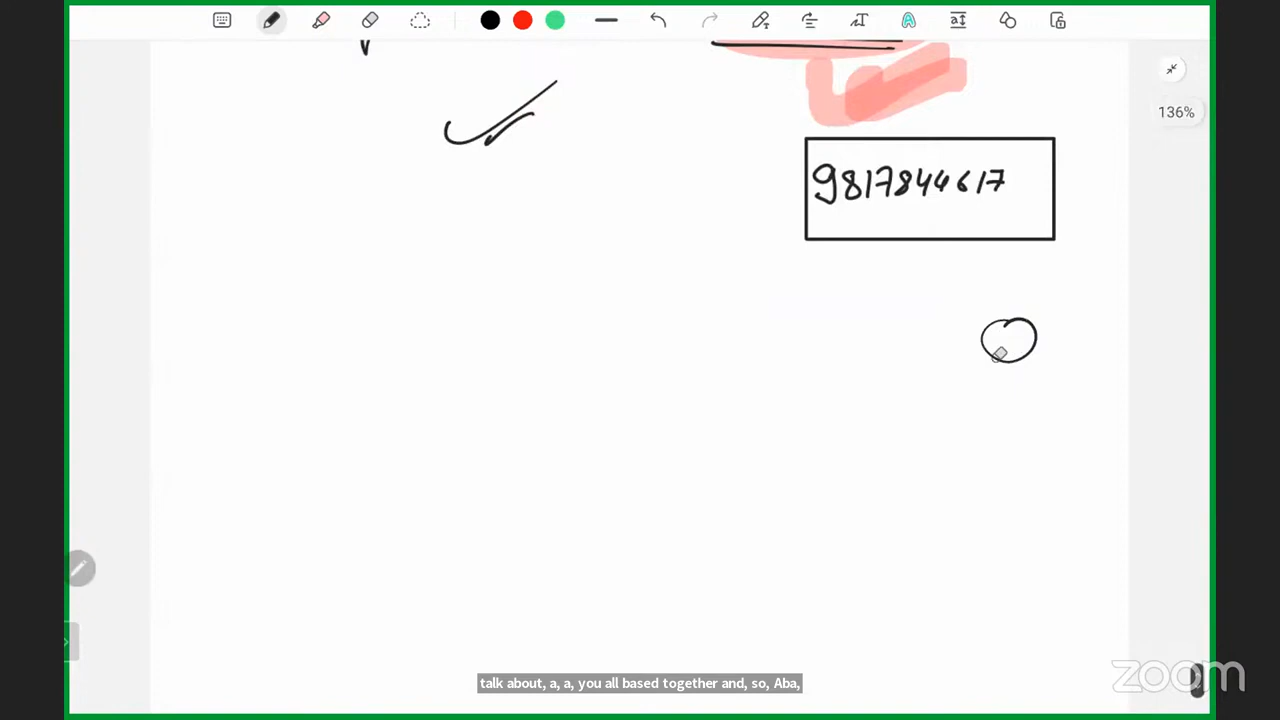 136%
9817844617
talk about, a, a, you all based together and, so, Aba,
zoom